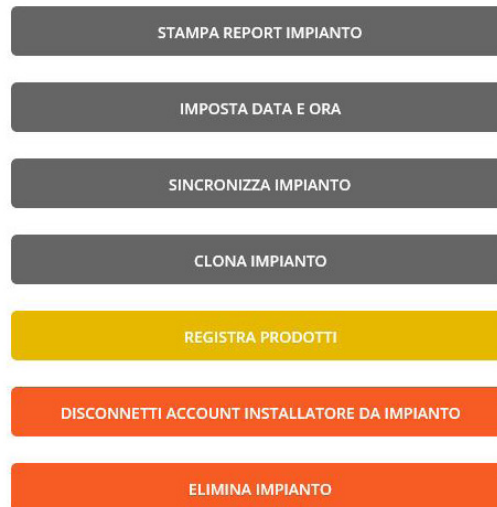 STAMPA REPORT IMPIANTO
IMPOSTA DATA E ORA
SINCRONIZZA IMPIANTO
CLONA IMPIANTO
REGISTRA PRODOTTI
DISCONNETTI ACCOUNT INSTALLATORE DA IMPIANTO
ELIMINA IMPIANTO